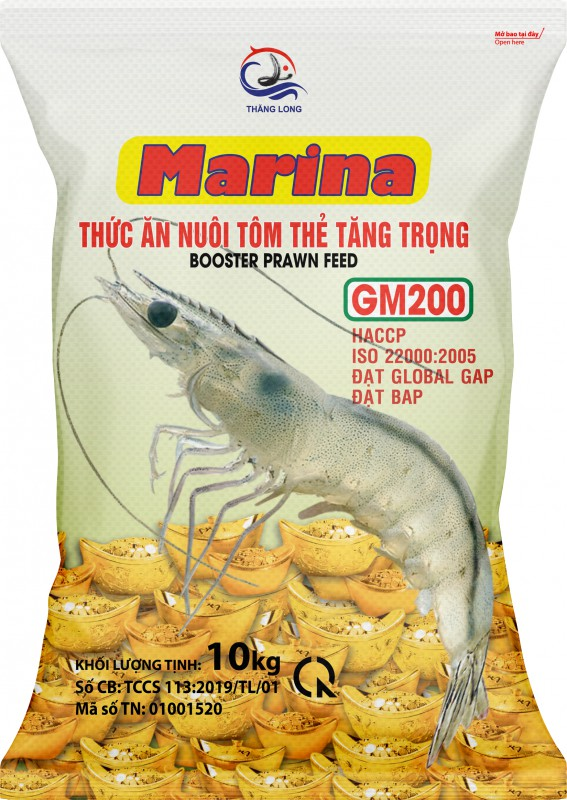 Mở bao tại đây
Open here
THĂNG LONG
Marina
THỨC ĂN NUÔI TÔM THẺ TĂNG TRỌNG
BOOSTER PRAWN FEED
GM200
HACCP
ISO 22000:2005
ĐẠT GLOBAL GAP
ĐẠT BAP
KHỐI LƯỢNG TỊNH: 10kg
Số CB: TCCS 113:2019/TL/01
Mã số TN: 01001520